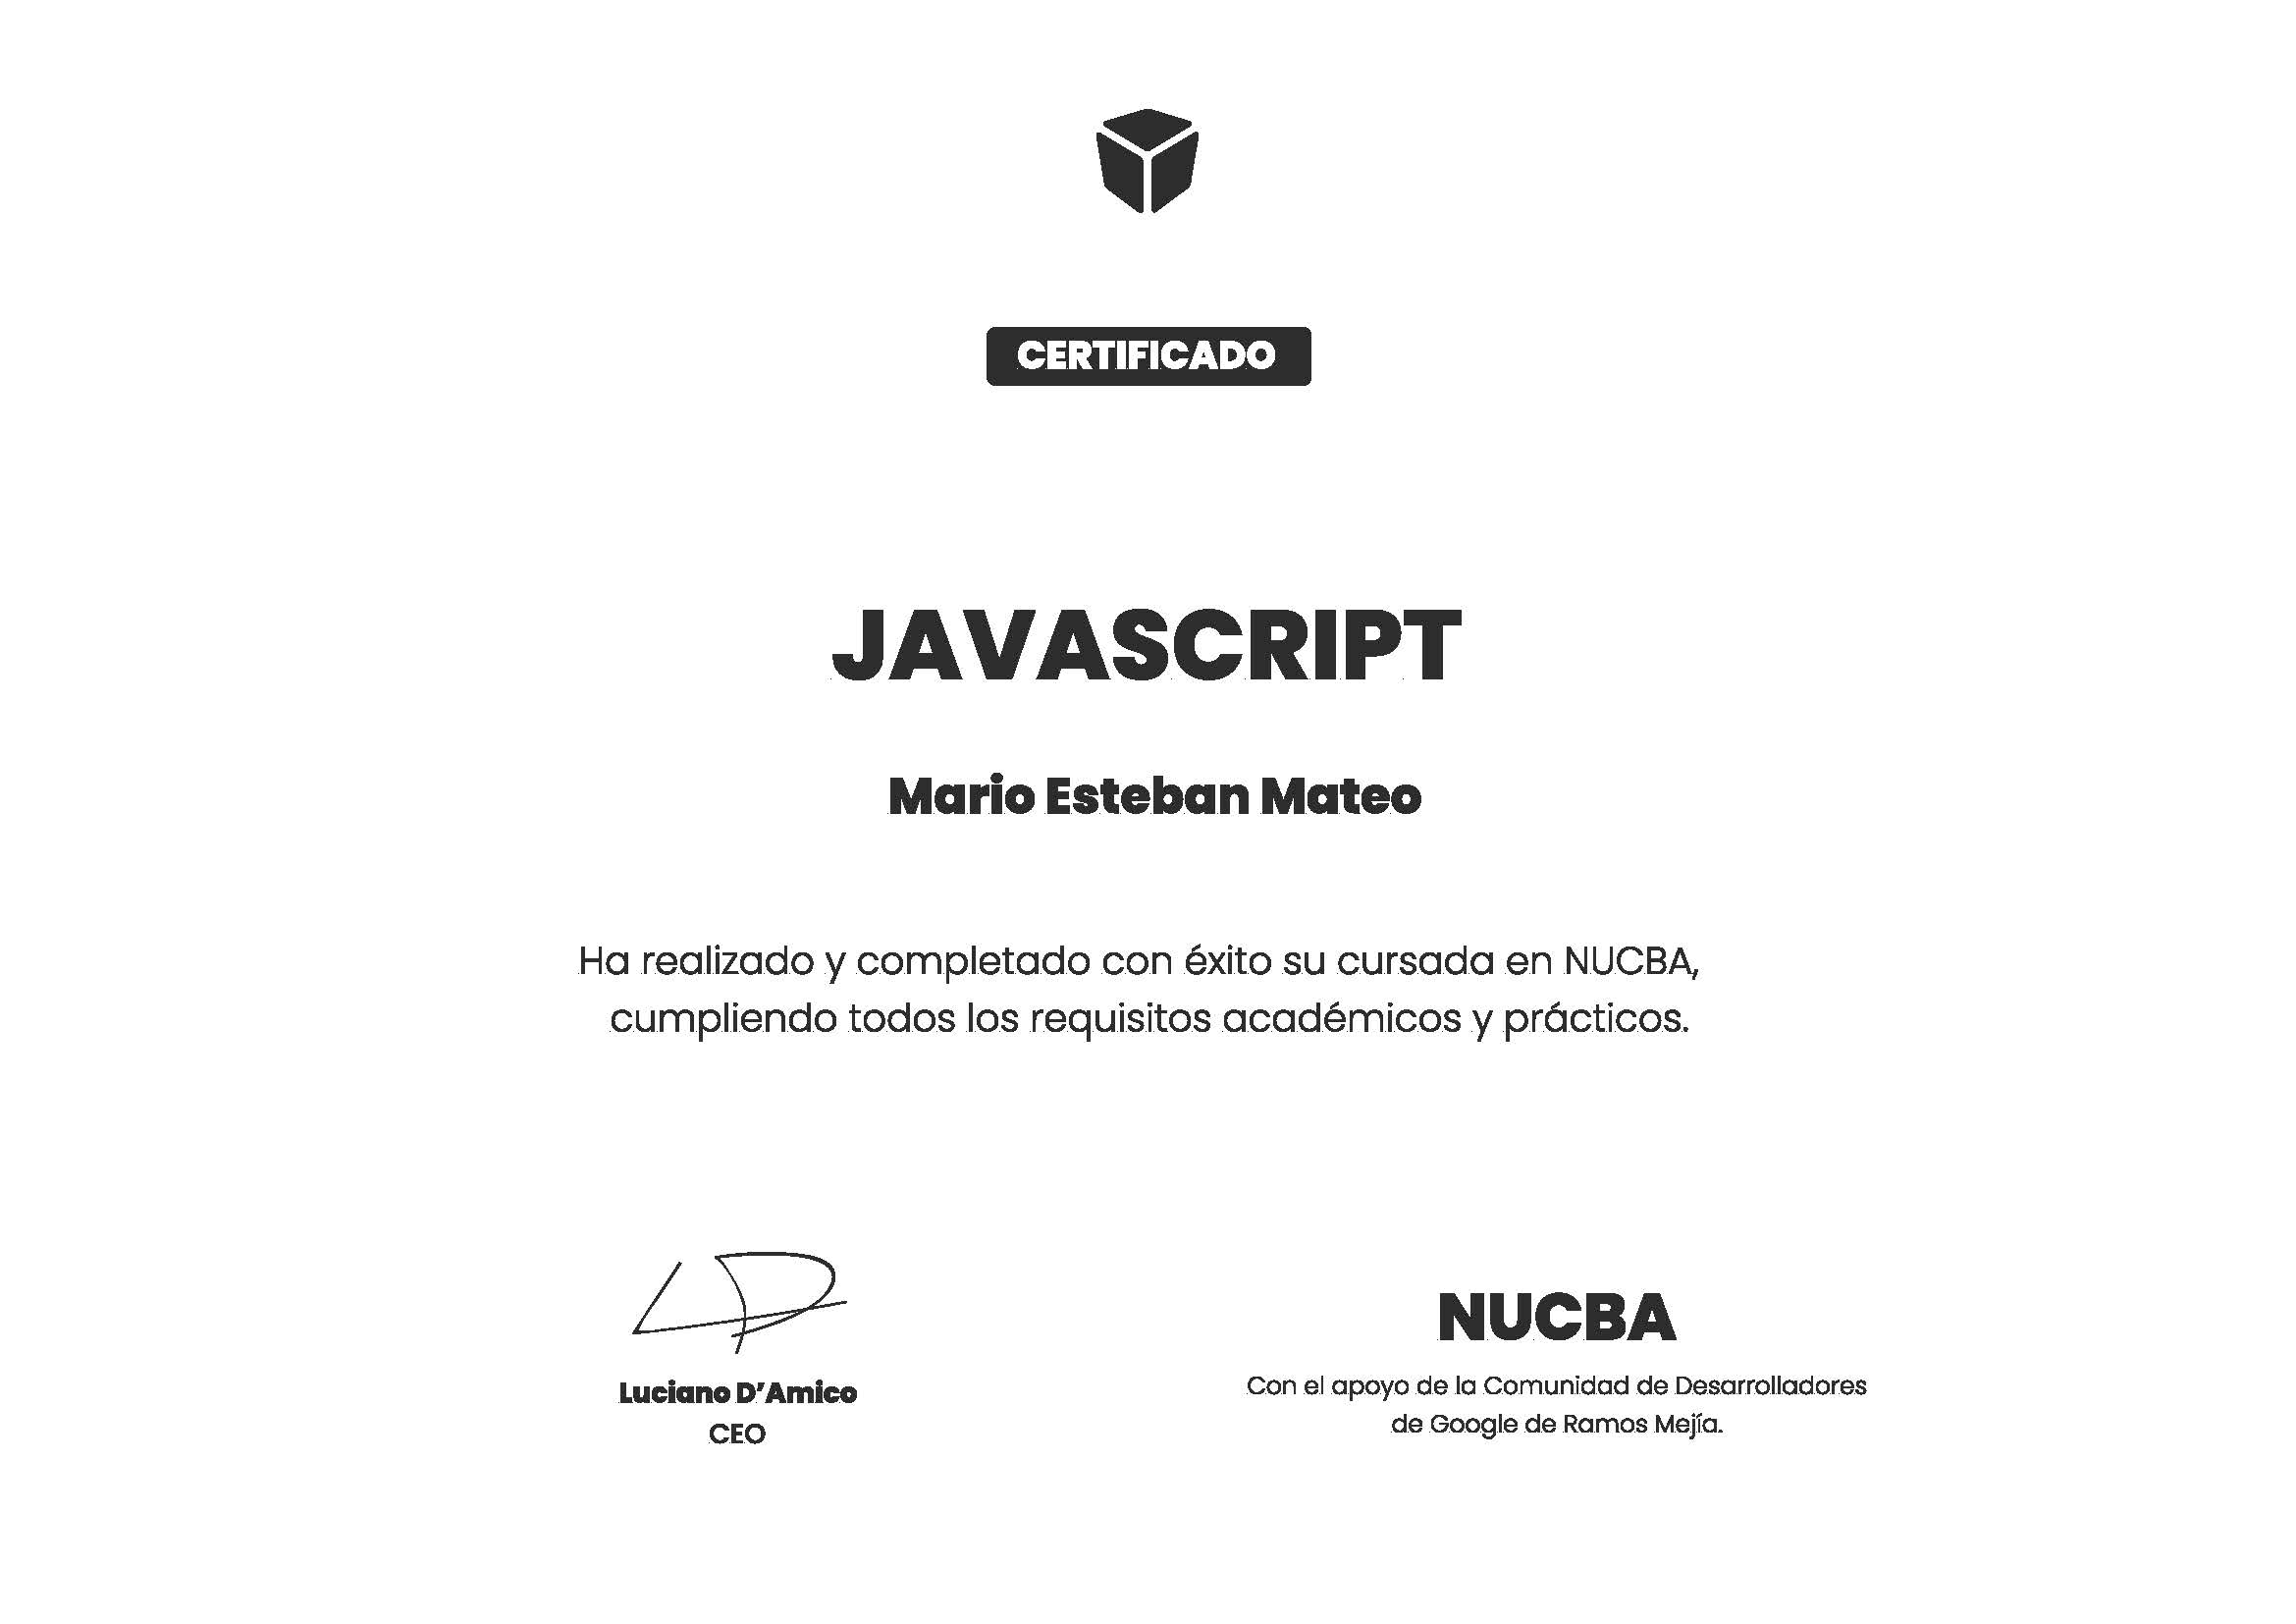 CERTIFICADO
JAVASCRIPT
Mario Esteban Mateo
Ha realizado y completado con éxito su cursada en NUCBA,
cumpliendo todos los requisitos académicos y prácticos.
Luciano D’Amico
CEO
NUCBA
Con el apoyo de la Comunidad de Desarrolladores
de Google de Ramos Mejía.